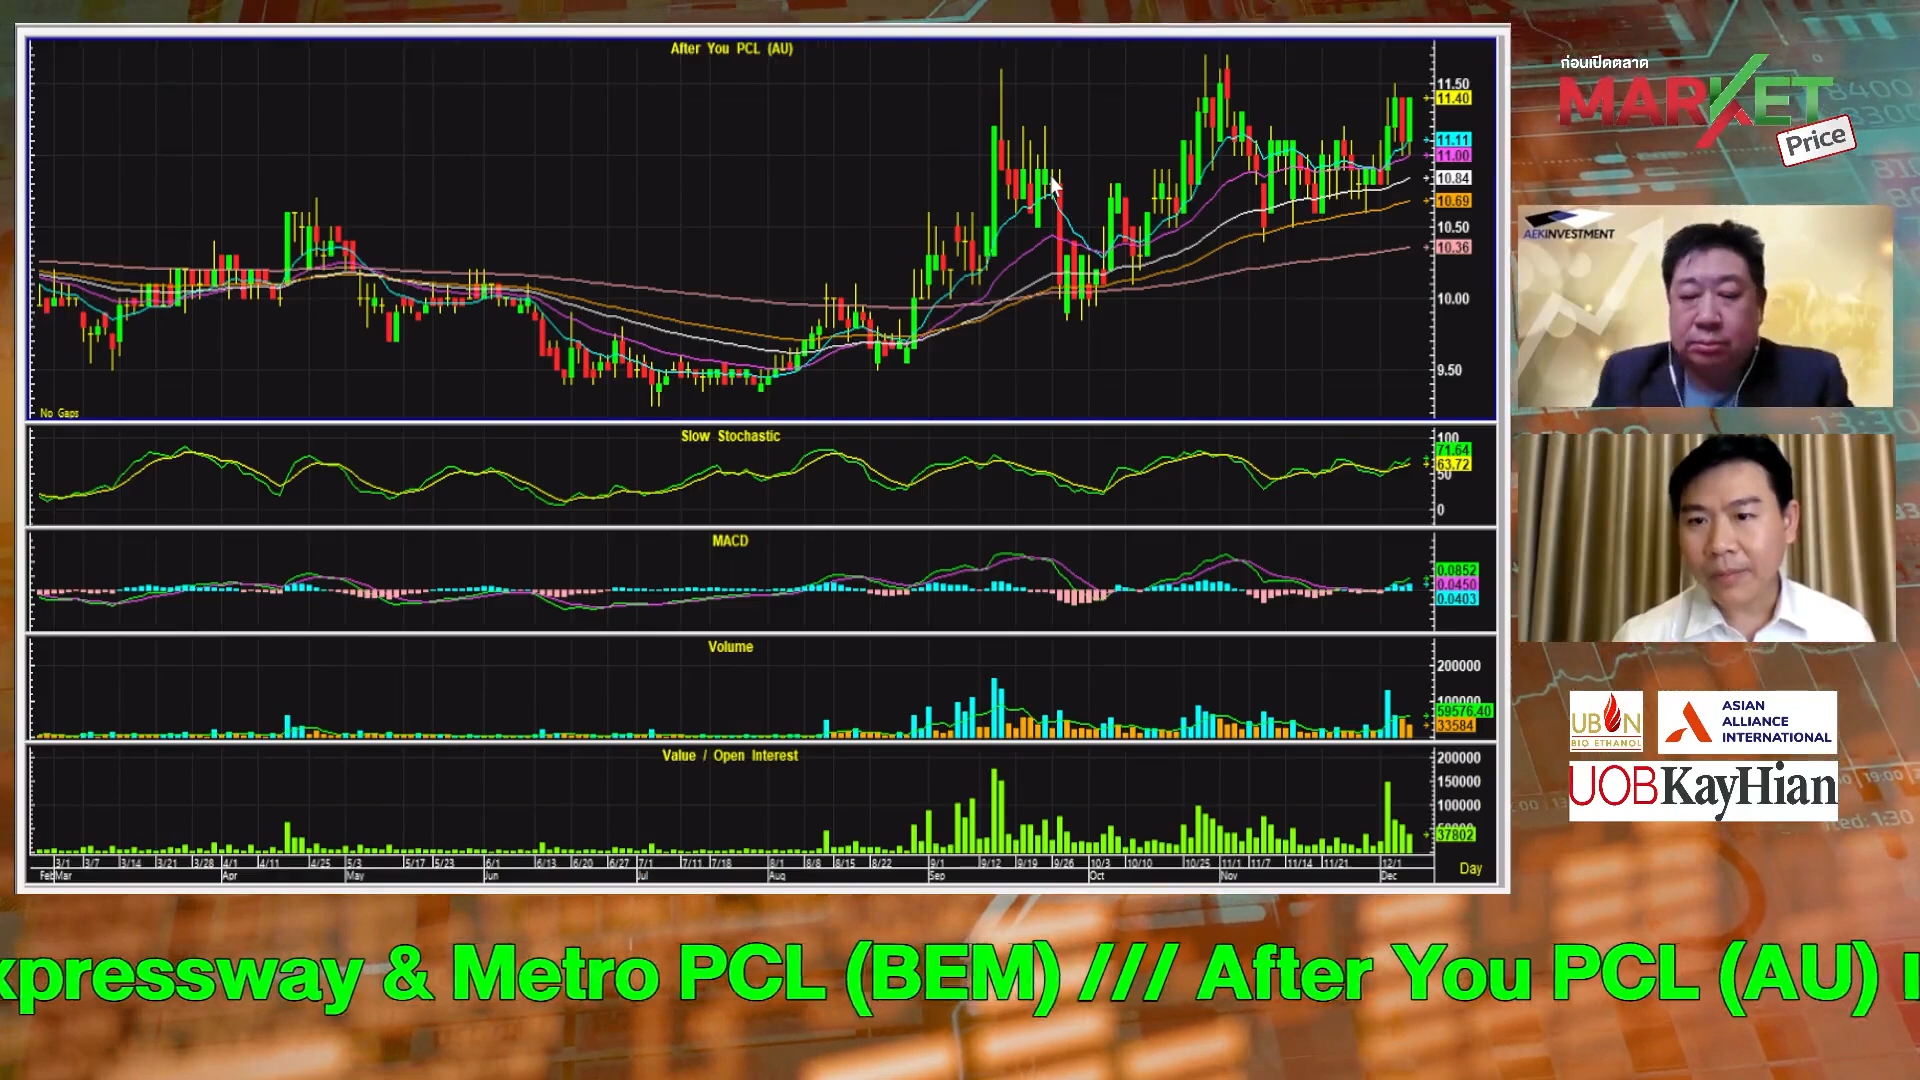 After You PCL (AU)
11.50
11.40
11.11
11.00
10.84
10.69
10.50
10.36
10.00
9.50
No Gaps
Slow Stochastic
100
71.64
63.72
50
0
MACD
0.0852
0.0450
0.0403
Volume
200000
100000
59576.40
33584
Value / Open Interest
200000
150000
100000
37802
3/1 3/7 3/14 3/21 3/28 4/1 4/11 4/25 5/3 5/17 5/23 6/1 6/13 6/20 6/27 7/1 7/11 7/18 8/1 8/8 8/15 8/22 9/1 9/12 9/19 9/26 10/3 10/10 10/25 11/1 11/7 11/14 11/21 12/1
Feb Mar Apr May Jun Jul Aug Sep Oct Nov Dec
Day
ก่อนเปิดตลาด
MARKET
Price
AEKINVESTMENT
UBON
BIO ETHANOL
ASIAN
ALLIANCE
INTERNATIONAL
UOBKayHian
xpressway & Metro PCL (BEM) /// After You PCL (AU)